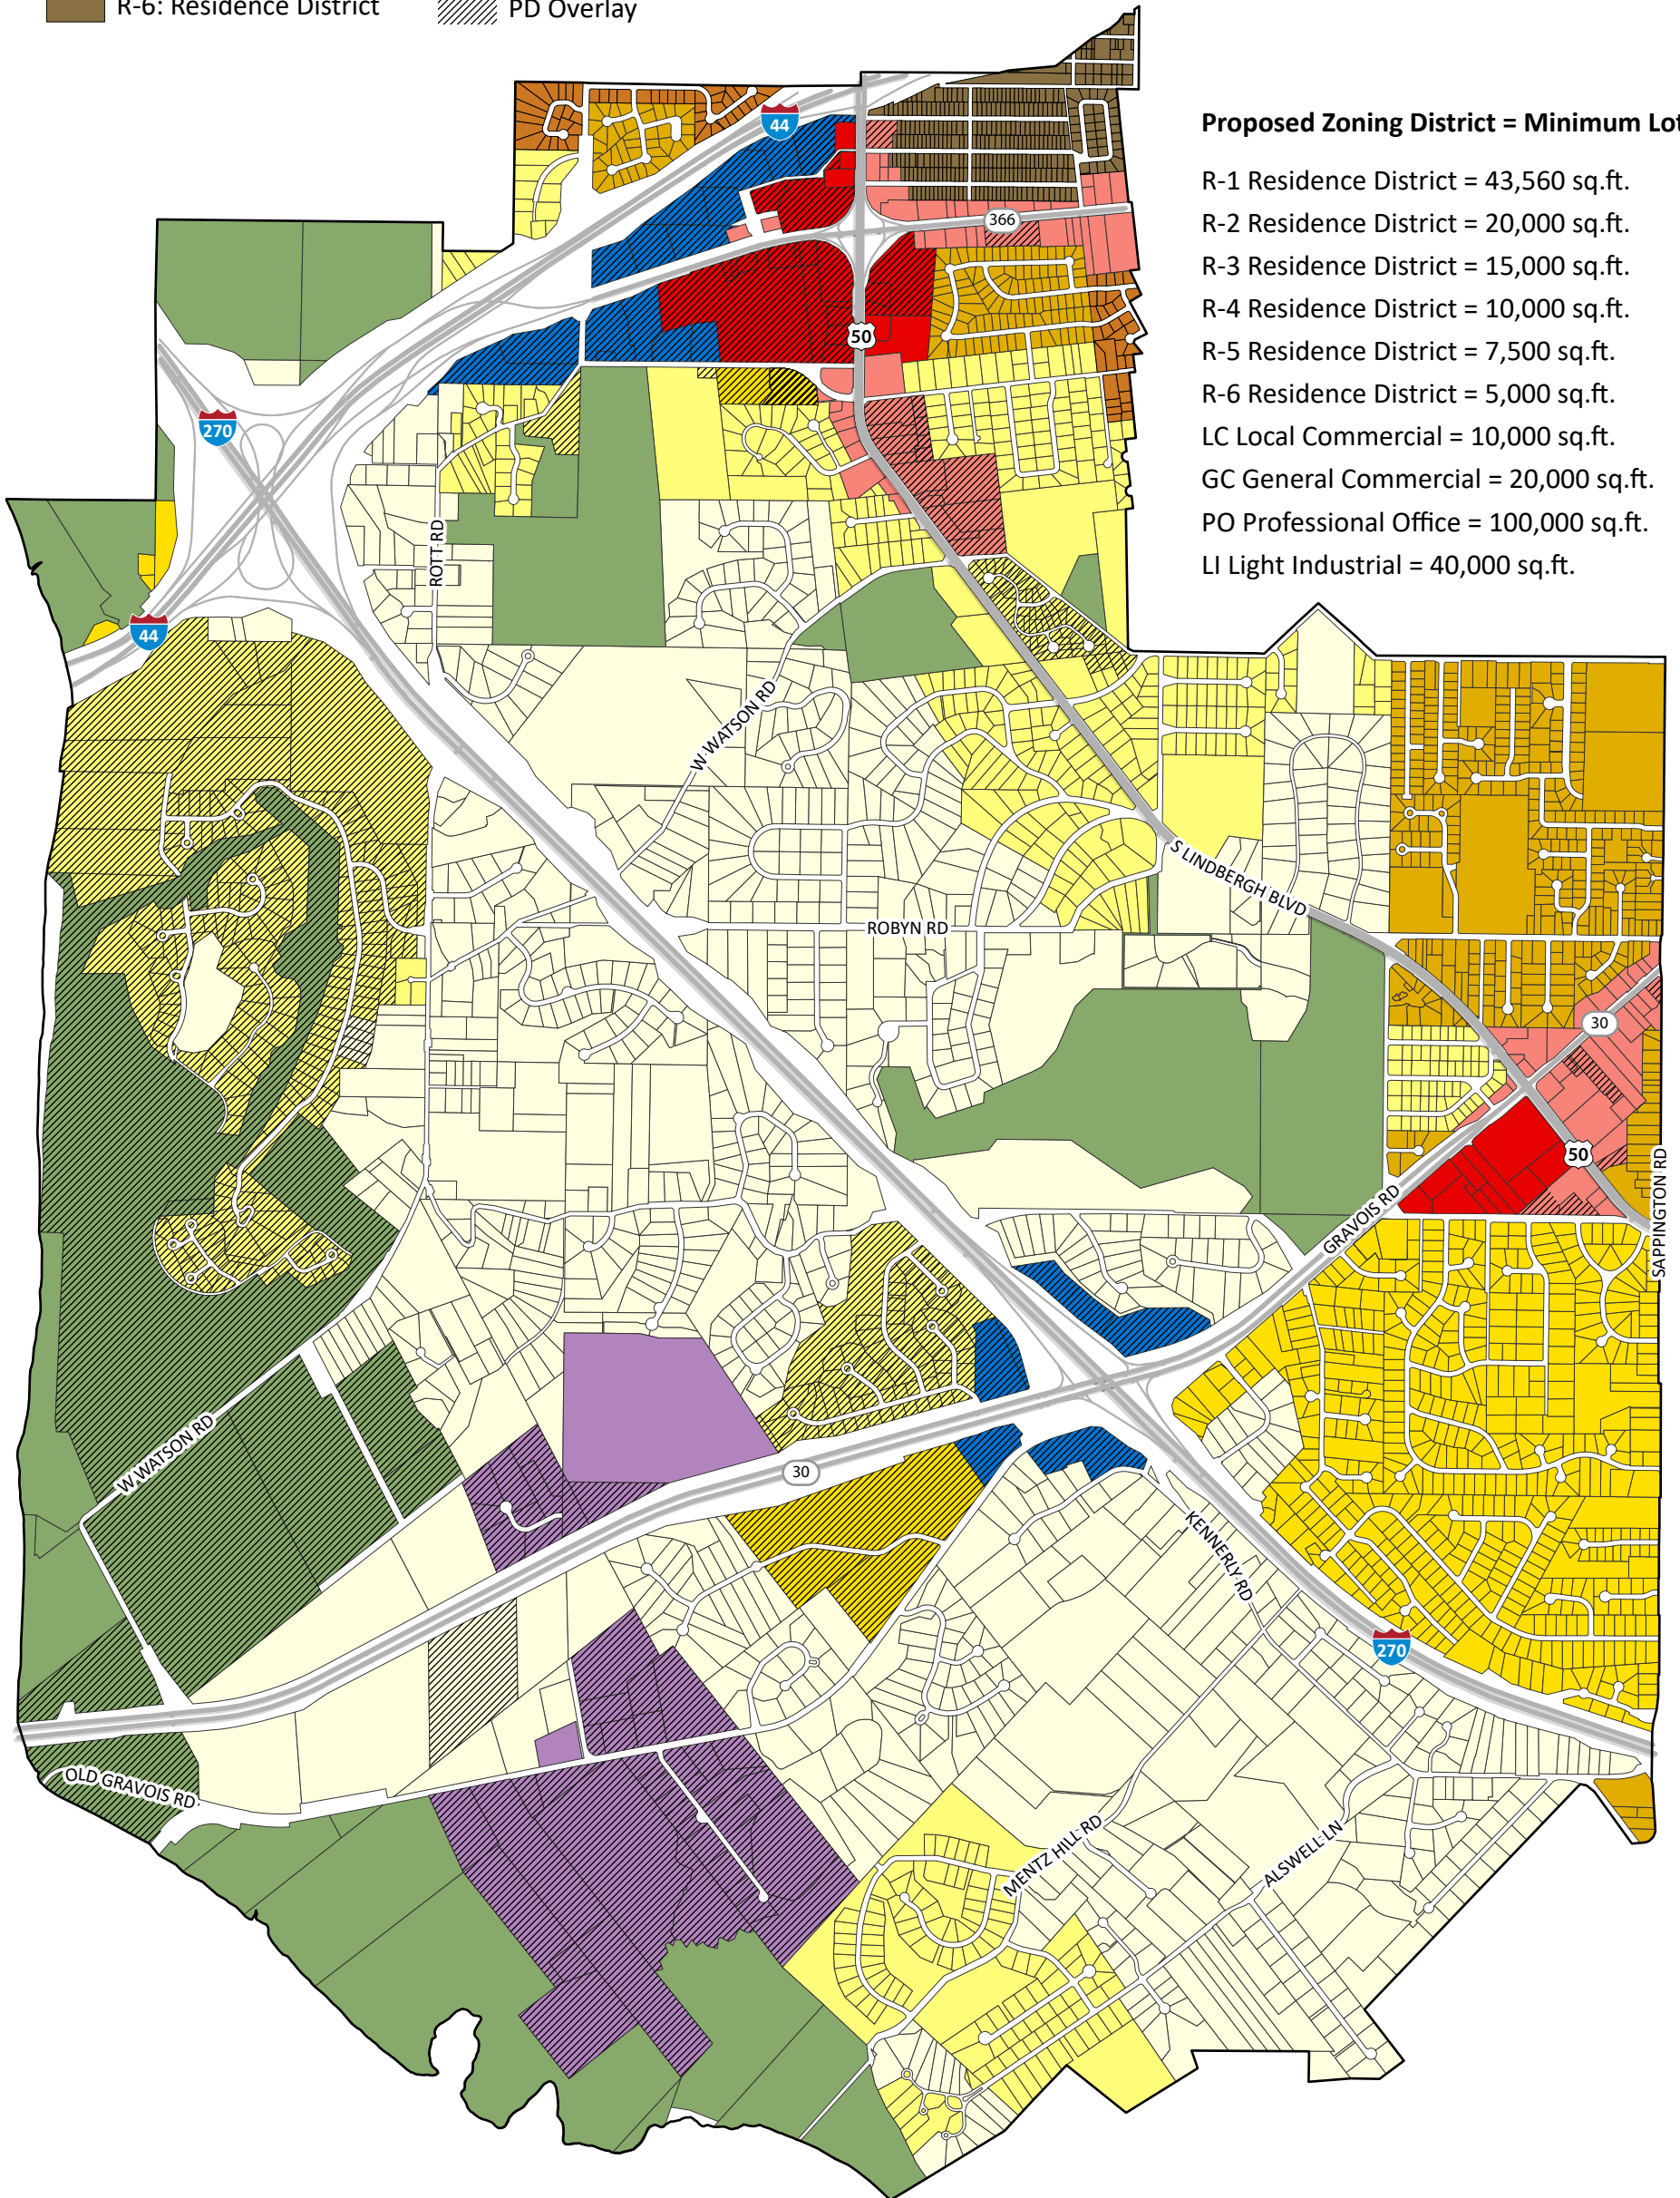 R-6: Residence District
PD Overlay
Proposed Zoning District = Minimum Lot
R-1 Residence District = 43,560 sq.ft.
R-2 Residence District = 20,000 sq.ft.
R-3 Residence District = 15,000 sq.ft.
R-4 Residence District = 10,000 sq.ft.
R-5 Residence District = 7,500 sq.ft.
R-6 Residence District = 5,000 sq.ft.
LC Local Commercial = 10,000 sq.ft.
GC General Commercial = 20,000 sq.ft.
PO Professional Office = 100,000 sq.ft.
LI Light Industrial = 40,000 sq.ft.
44
366
50
270
ROTT RD
44
W WATSON RD
S LINDBERGH BLVD
ROBYN RD
30
50
SAPPINGTON RD
GRAVOIS RD
W WATSON RD
30
KENNERLY RD
270
OLD GRAVOIS RD
MENTZ HILL RD
ALSWELL LN